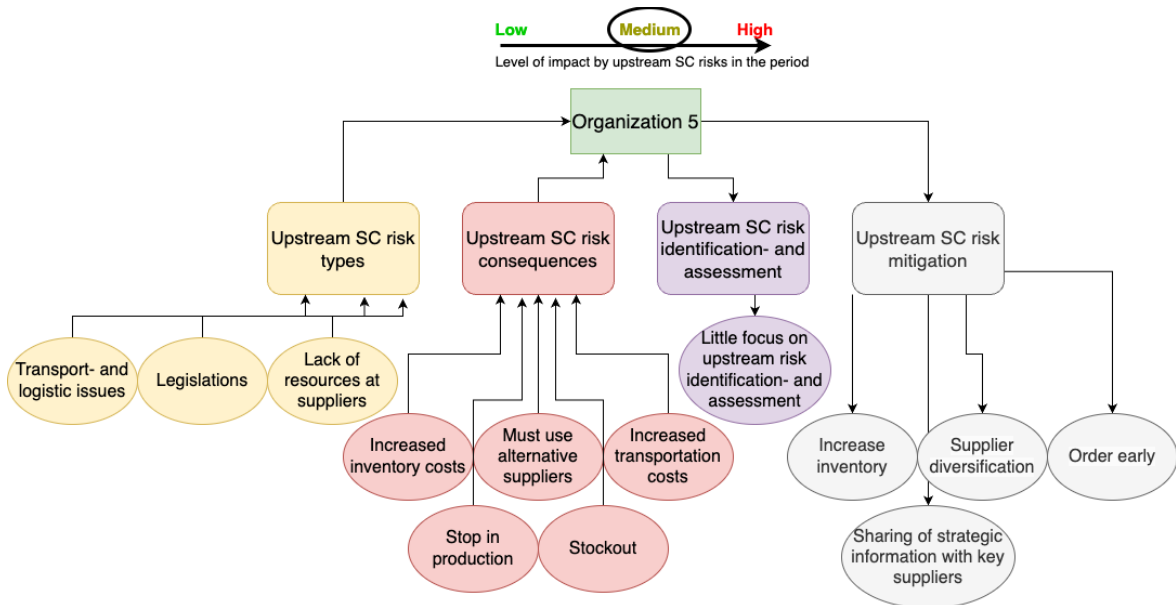 Low Medium High
Level of impact by upstream SC risks in the period
Organization 5
Upstream SC risk
types
Upstream SC risk
consequences
Upstream SC risk
identification- and
assessment
Upstream SC risk
mitigation
Transport- and
logistic issues
Legislations
Lack of
resources at
suppliers
Little focus on
upstream risk
identification- and
assessment
Increased
inventory costs
Must use
alternative
suppliers
Increased
transportation
costs
Increase
inventory
Supplier
diversification
Order early
Stop in
production
Stockout
Sharing of strategic
information with key
suppliers